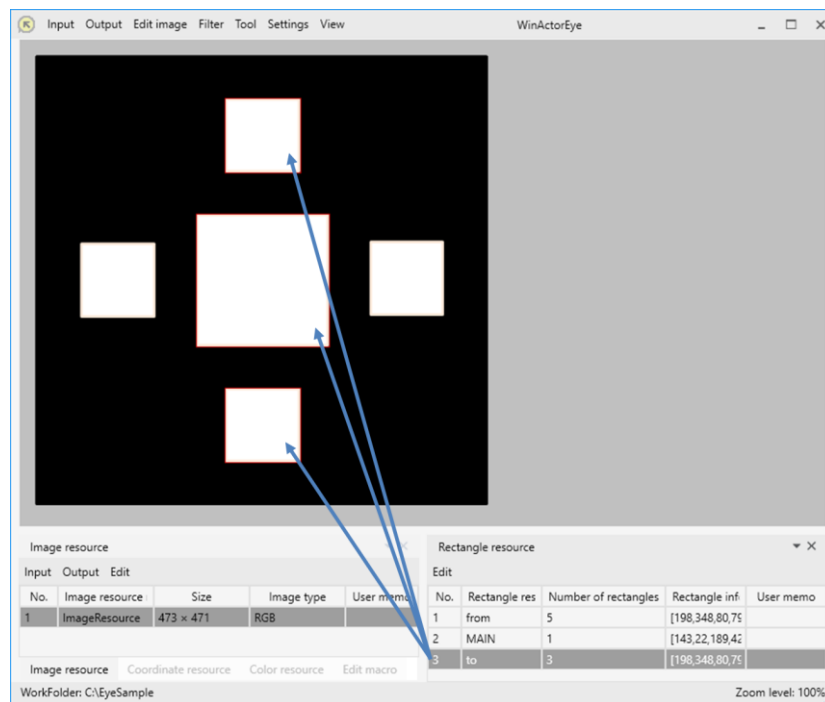 Input Output Edit image Filter Tool Settings View WinActorEye
Image resource Rectangle resource
Input Output Edit Edit
No. Image resource Size Image type User memo No. Rectangle res Number of rectangles Rectangle inf User memo
1 ImageResource 473 × 471 RGB 1 from 5 [198,348,80,79
2 MAIN 1 [143,22,189,42
3 to 3 [198,348,80,79
Image resource Coordinate resource Color resource Edit macro
WorkFolder: C:\EyeSample Zoom level: 100%